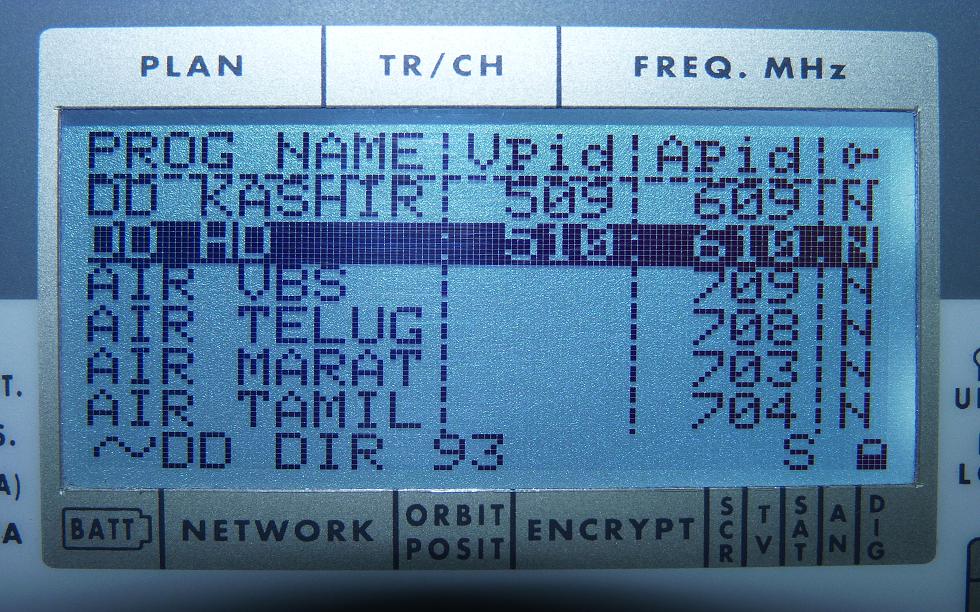 PLAN TR/CH FREQ. MHz
PROG NAME Vpid APid
DD KASHIR 509 609 N
DD HD 510 610 N
AIR VBS 709 N
AIR TELUG 708 N
AIR MARAT 703 N
AIR TAMIL 704 N
~DD DIR 93 S
BATT NETWORK ORBIT POSIT ENCRYPT SCR TV SAT AN DIG
T.
S.
A)
A